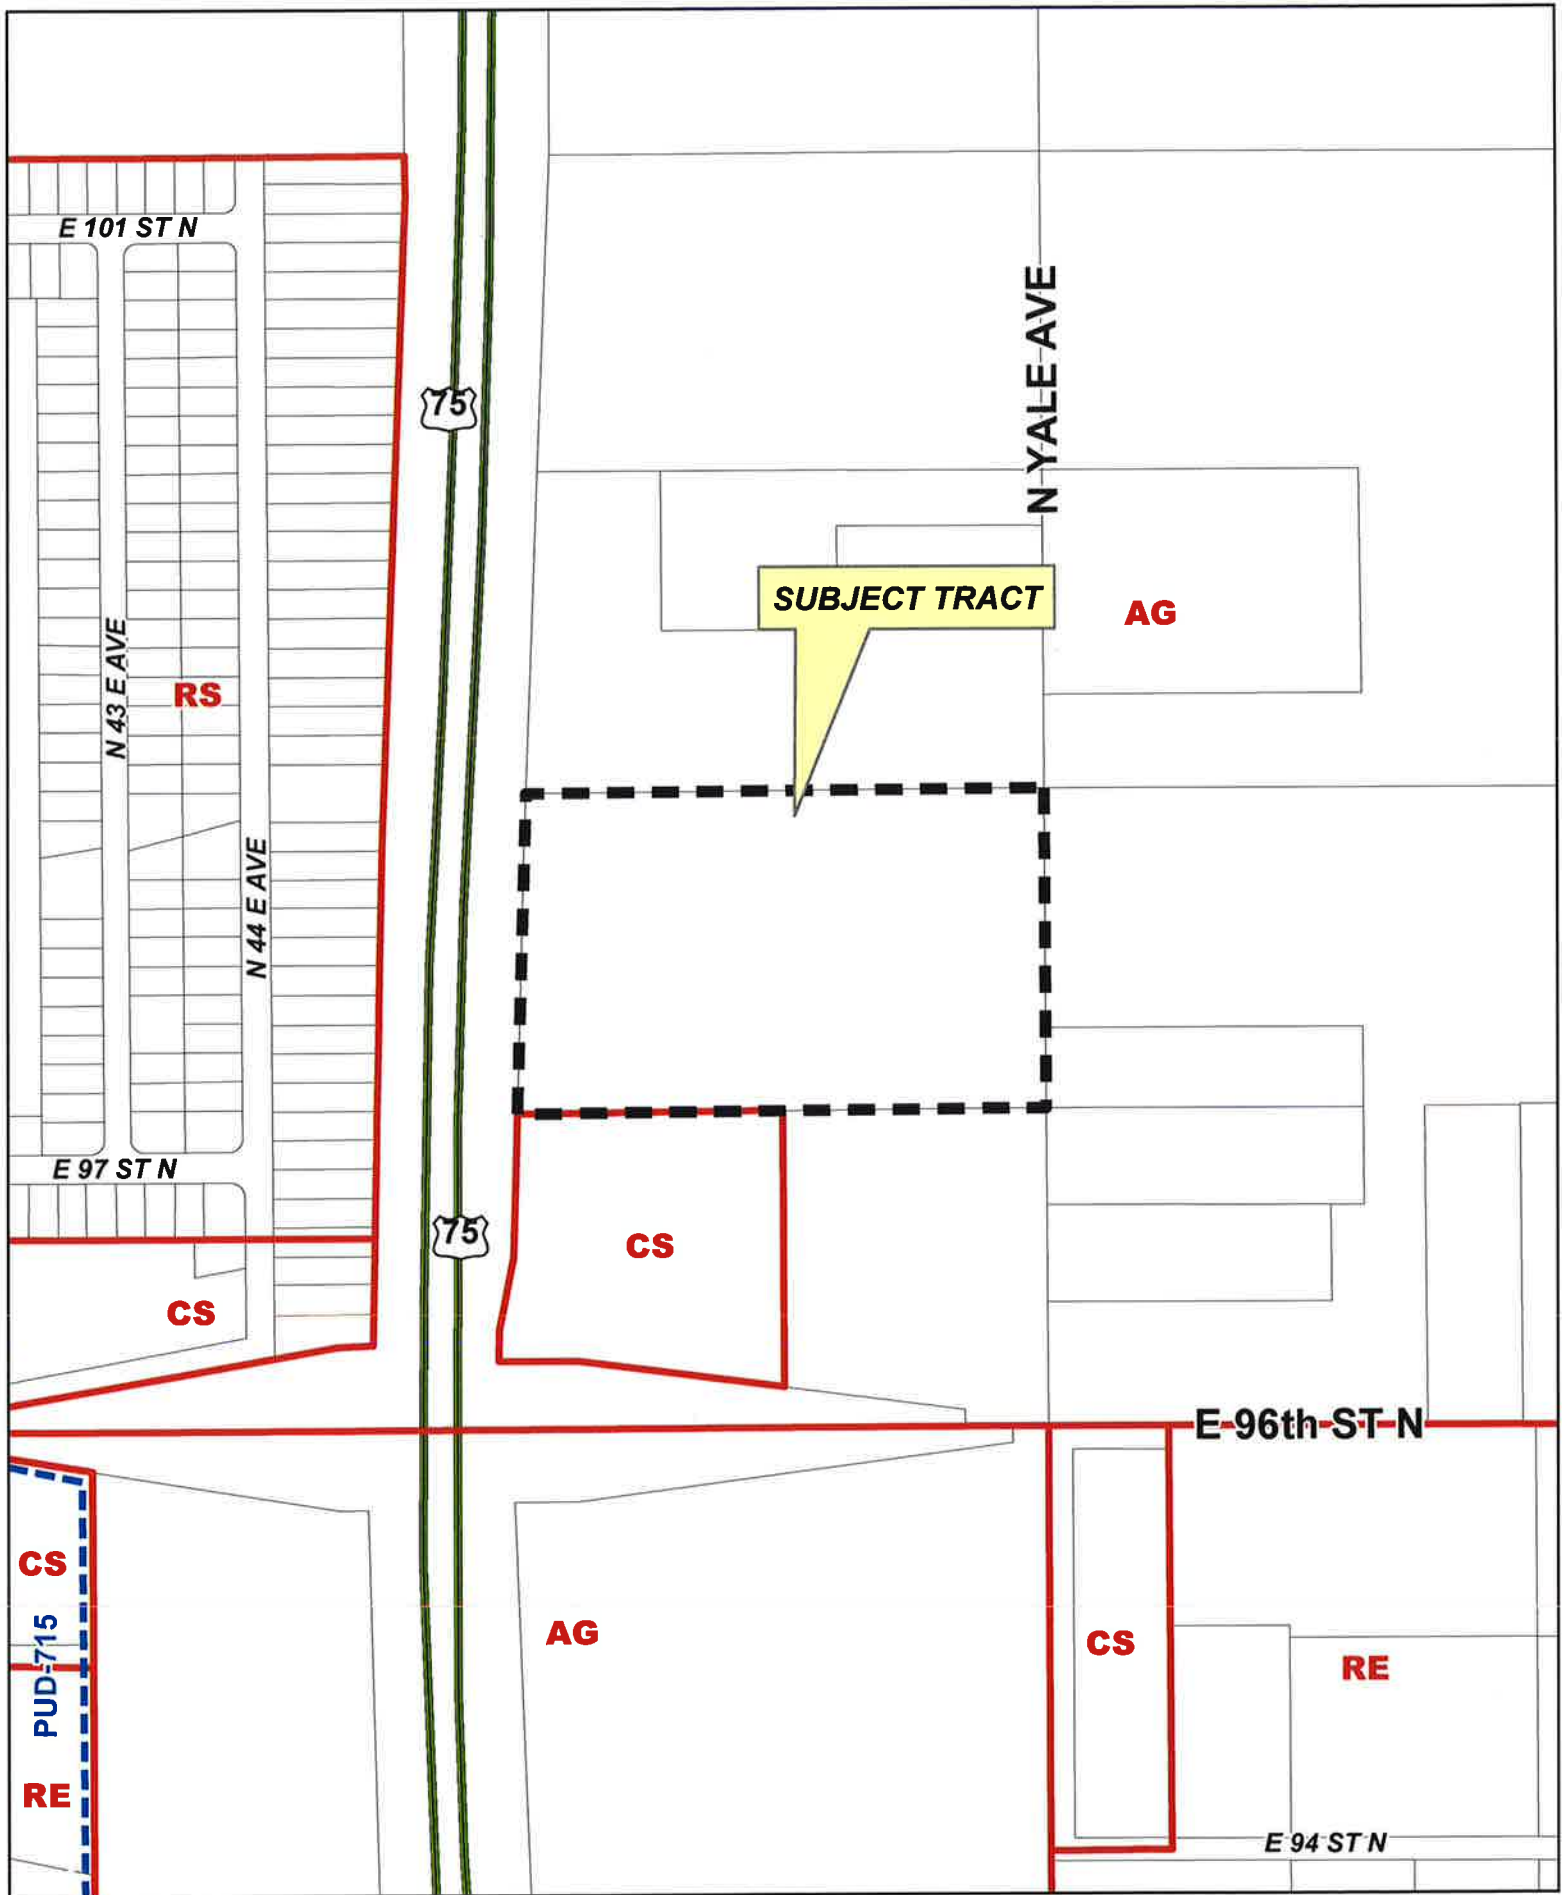 E 101 ST N
N YALE AVE
75
SUBJECT TRACT
AG
N 43 E AVE
RS
N 44 E AVE
E 97 ST N
75
CS
CS
E 96th ST N
CS
PUD-715
AG
CS
RE
RE
E 94 ST N